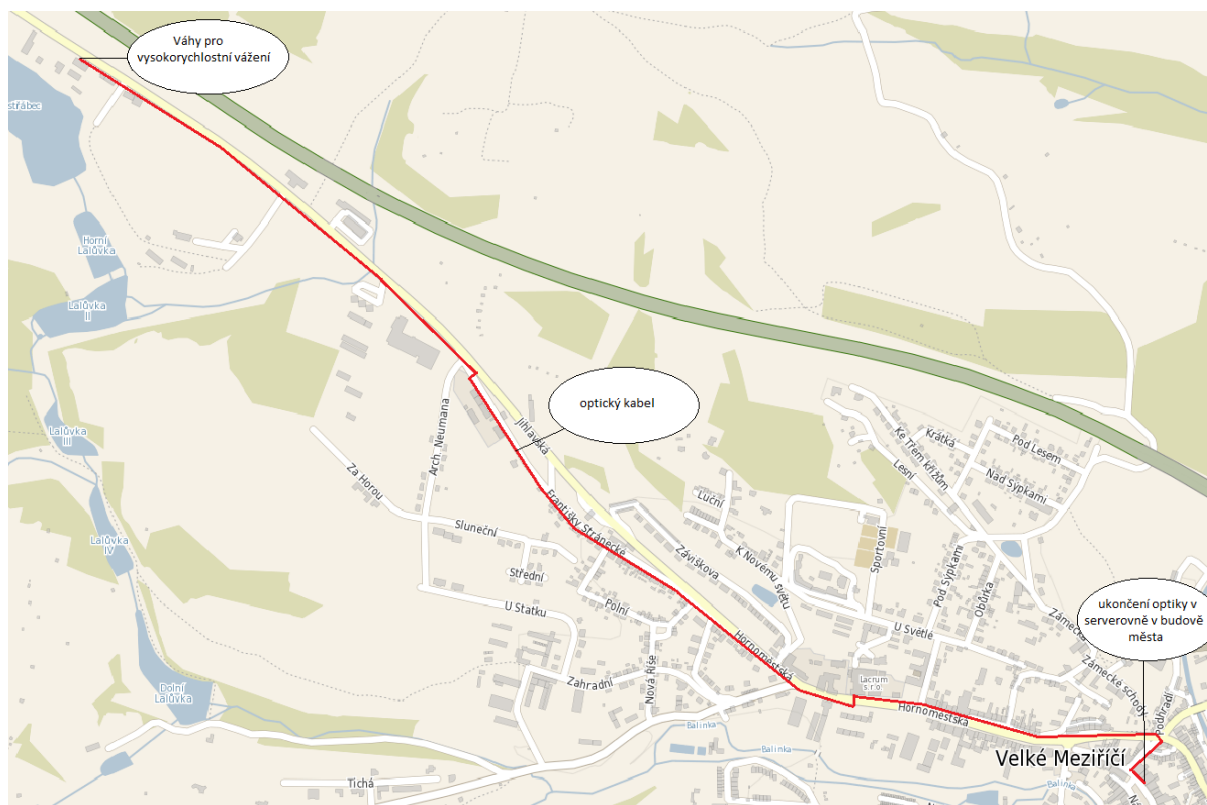 Váhy pro
vysokorychlostní vážení
Horní
Lalůvka
Lalůvka
II
Lalůvka
III
Lalůvka
IV
Dolní
Lalůvka
optický kabel
Jihlavská
Arch. Neumana
Za Horou
Františky Stránecké
Sluneční
Střední
U Statku
Polní
Nová Říše
Zahradní
Tichá
Luční
K Novému světu
Záviškova
Hornoměstská
Sportovní
Ke Třem křížům
Krátká
Lesní
Pod Lesem
Nad Sýpkami
Pod Sýpkami
Obůrka
U Světlé
Lacrum
s.r.o.
Hornoměstská
Zámecké schody
Podhradí
ukončení optiky v
serverovně v budově
města
Balinka
Balinka
Balinka
Velké Meziříčí